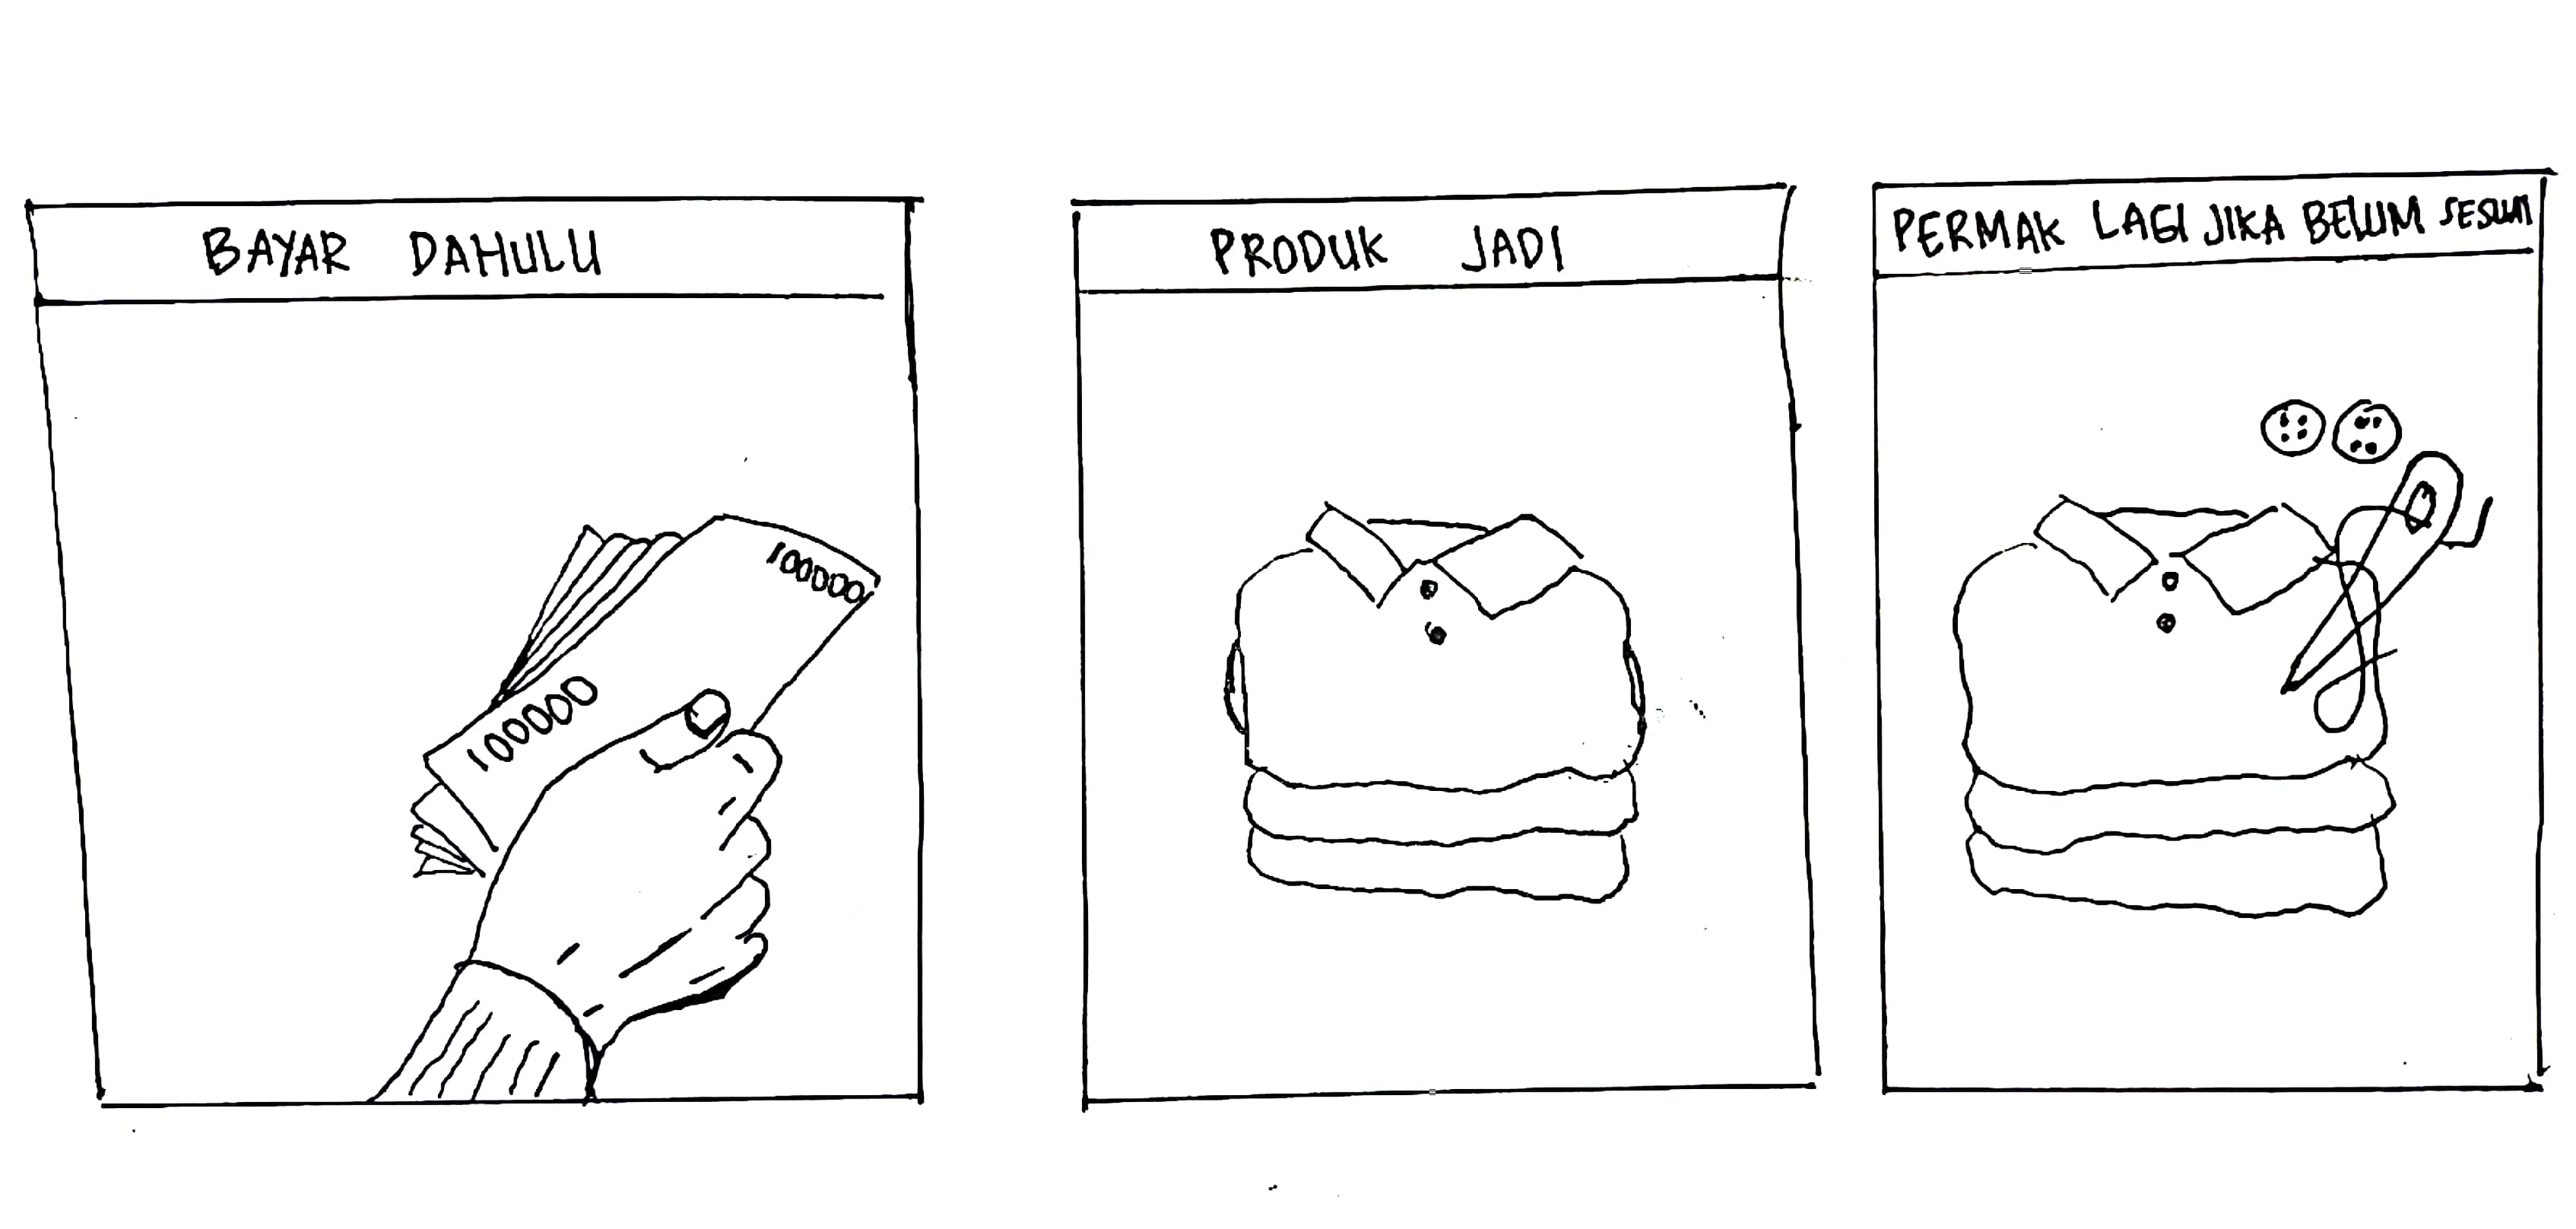 BAYAR DAHULU
100000
100000
PRODUK JADI
PERMAK LAGI JIKA BELUM SESUAI